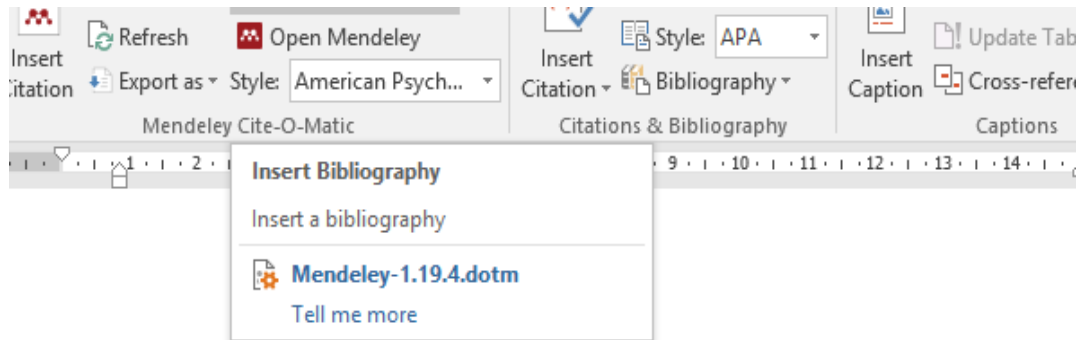 Insert
Citation
Refresh
Export as
Open Mendeley
Style: American Psych...
Mendeley Cite-O-Matic
Insert
Citation
Style: APA
Bibliography
Citations & Bibliography
Insert
Caption
Update Tab
Cross-refere
Captions
1 2 9 10 11 12 13 14
Insert Bibliography
Insert a bibliography
Mendeley-1.19.4.dotm
Tell me more